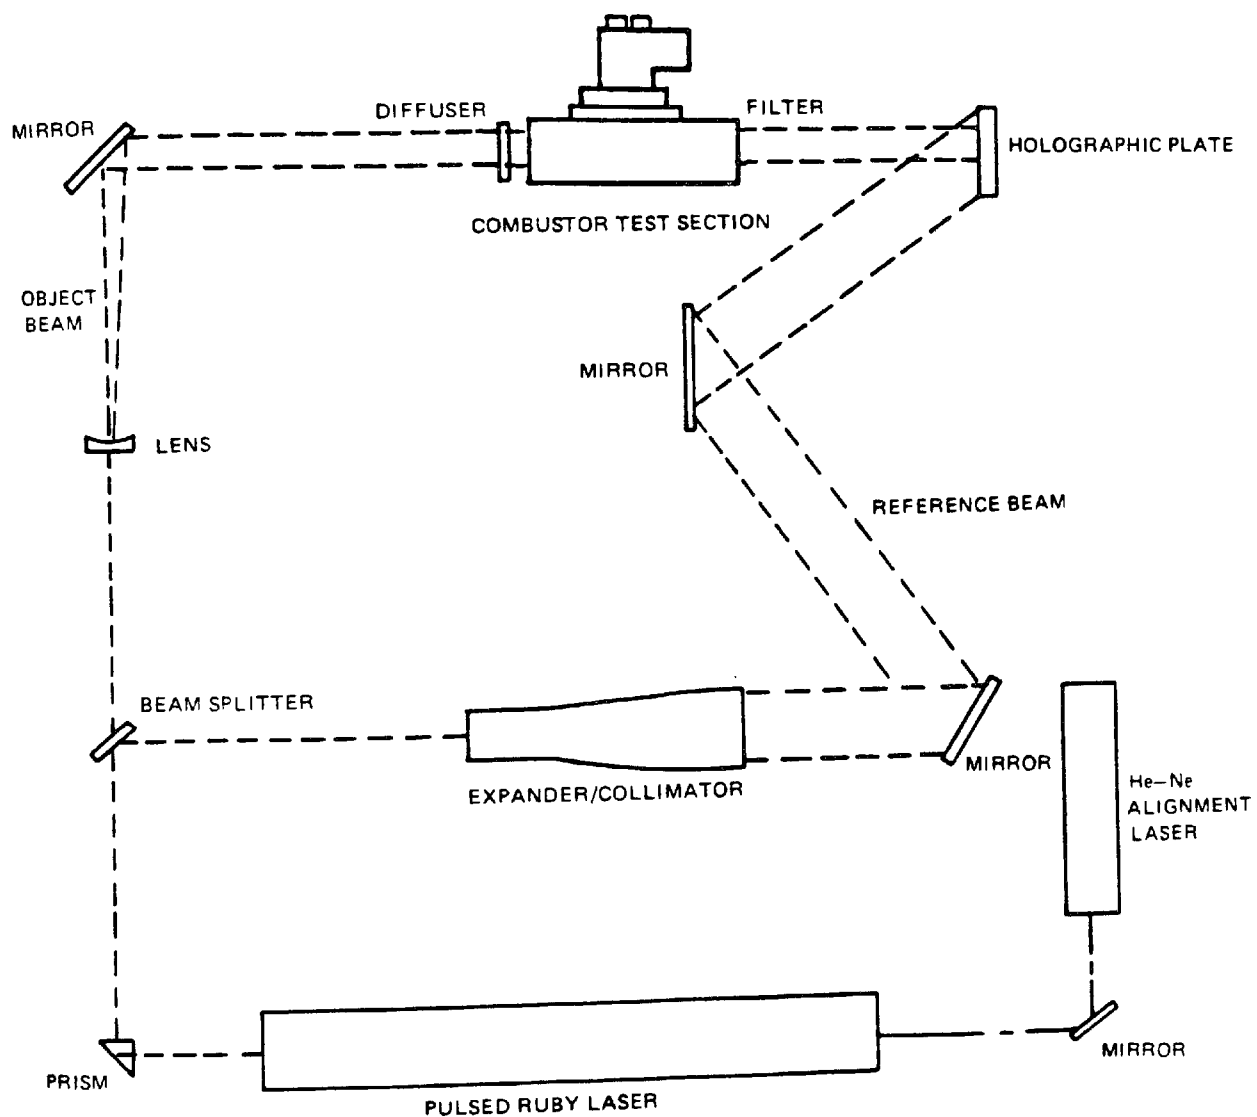 DIFFUSER
FILTER
MIRROR
HOLOGRAPHIC PLATE
COMBUSTOR TEST SECTION
OBJECT
BEAM
MIRROR
LENS
REFERENCE BEAM
BEAM SPLITTER
MIRROR
EXPANDER/COLLIMATOR
He–Ne
ALIGNMENT
LASER
MIRROR
PRISM
PULSED RUBY LASER